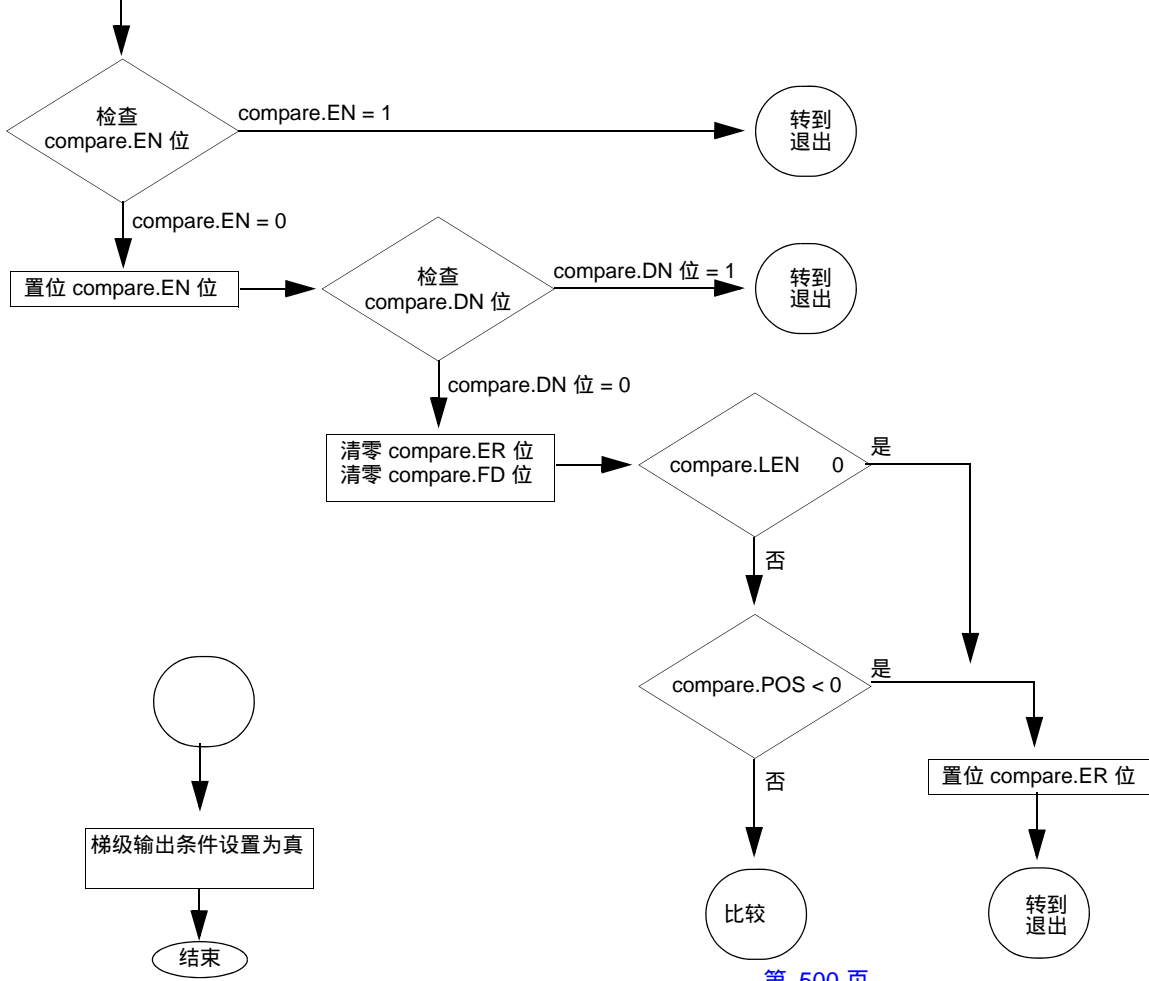 检查
compare.EN 位
compare.EN = 1
转到
退出
compare.EN = 0
置位 compare.EN 位
检查
compare.DN 位
compare.DN 位 = 1
转到
退出
compare.DN 位 = 0
清零 compare.ER 位
清零 compare.FD 位
compare.LEN 0
是
否
compare.POS < 0
是
否
置位 compare.ER 位
梯级输出条件设置为真
比较
转到
退出
结束
第 500 页